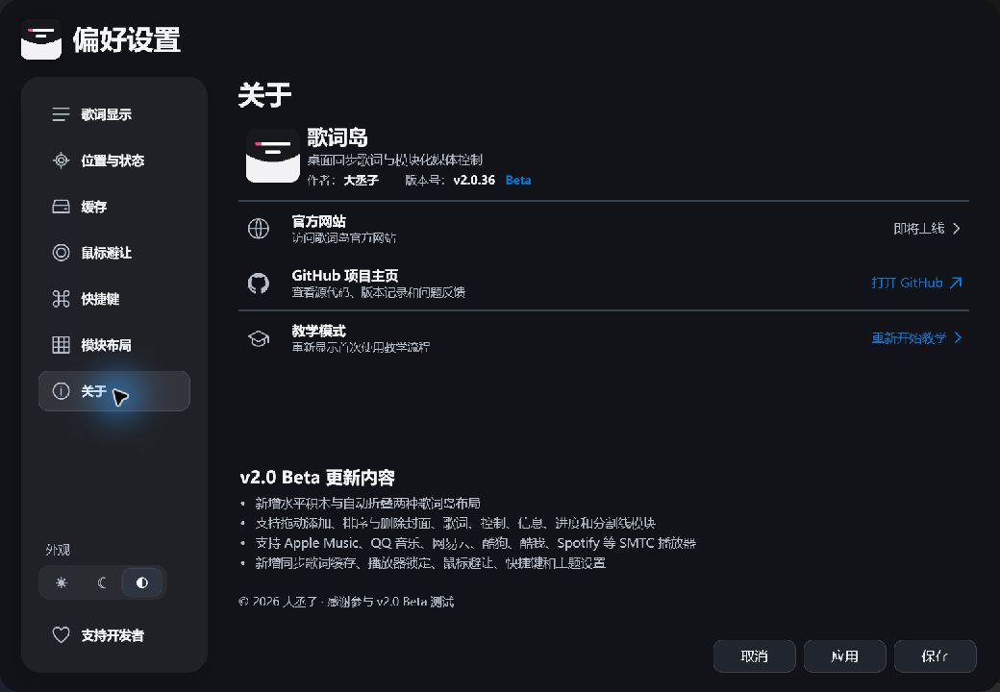 偏好设置
歌词显示
位置与状态
缓存
鼠标避让
快捷键
模块布局
关于
外观
支持开发者
关于
歌词岛
桌面同步歌词与模块化媒体控制
作者： 大丞子 版本号： v2.0.36 Beta
官方网站
访问歌词岛官方网站
即将上线
GitHub 项目主页
查看源代码、版本记录和问题反馈
打开 GitHub
教学模式
重新显示首次使用教学流程
重新开始教学
v2.0 Beta 更新内容
• 新增水平积木与自动折叠两种歌词岛布局
• 支持拖动添加、排序与删除封面、歌词、控制、信息、进度和分割线模块
• 支持 Apple Music、QQ 音乐、网易云、酷狗、酷我、Spotify 等 SMTC 播放器
• 新增同步歌词缓存、播放器锁定、鼠标避让、快捷键和主题设置
© 2026 大丞子 · 感谢参与 v2.0 Beta 测试
取消
应用
保存